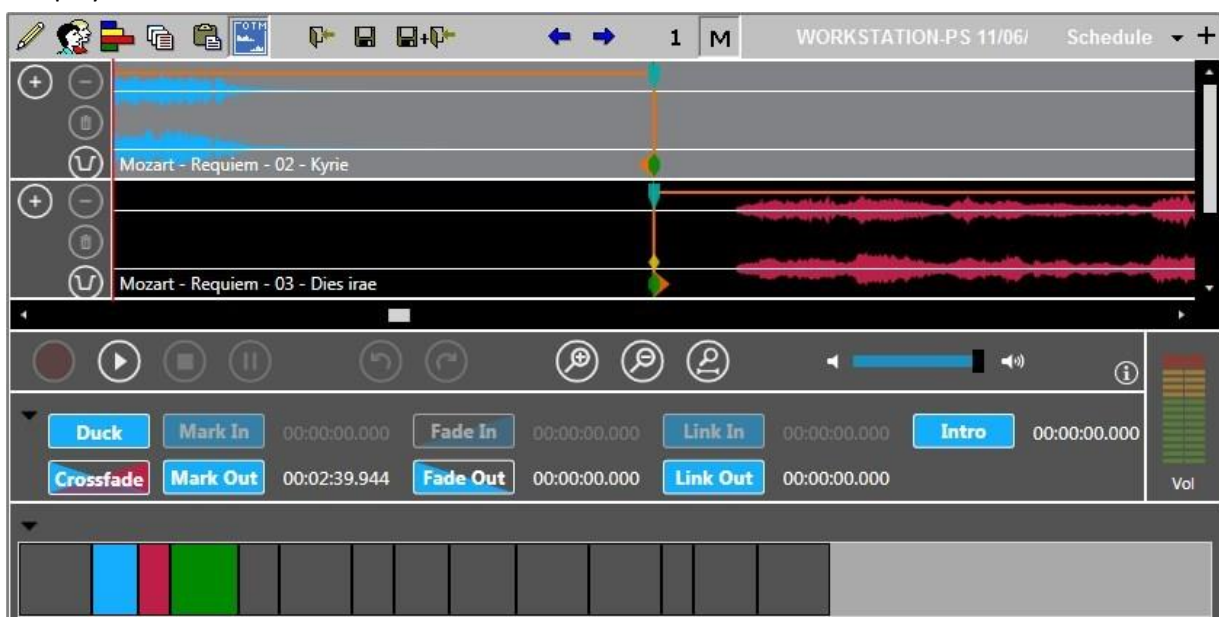 OTM
1 M WORKSTATION-PS 11/06/ Schedule
Mozart - Requiem - 02 - Kyrie
Mozart - Requiem - 03 - Dies irae
Duck Mark In 00:00:00.000 Fade In 00:00:00.000 Link In 00:00:00.000 Intro 00:00:00.000
Crossfade Mark Out 00:02:39.944 Fade Out 00:00:00.000 Link Out 00:00:00.000
Vol